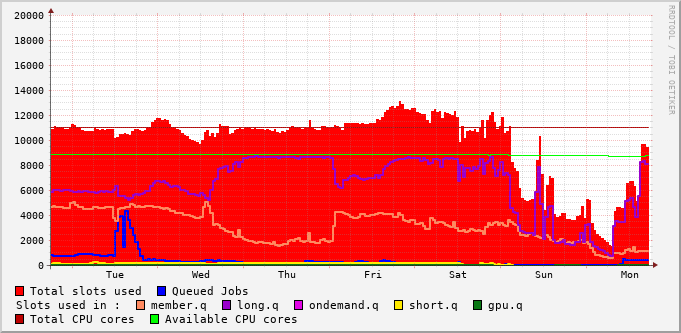 20000
18000
16000
14000
12000
10000
8000
6000
4000
2000
0
Tue Wed Thu Fri Sat Sun Mon
RRDTOOL / TOBI OETIKER
Total slots used Queued Jobs
Slots used in : member.q long.q ondemand.q short.q gpu.q
Total CPU cores Available CPU cores